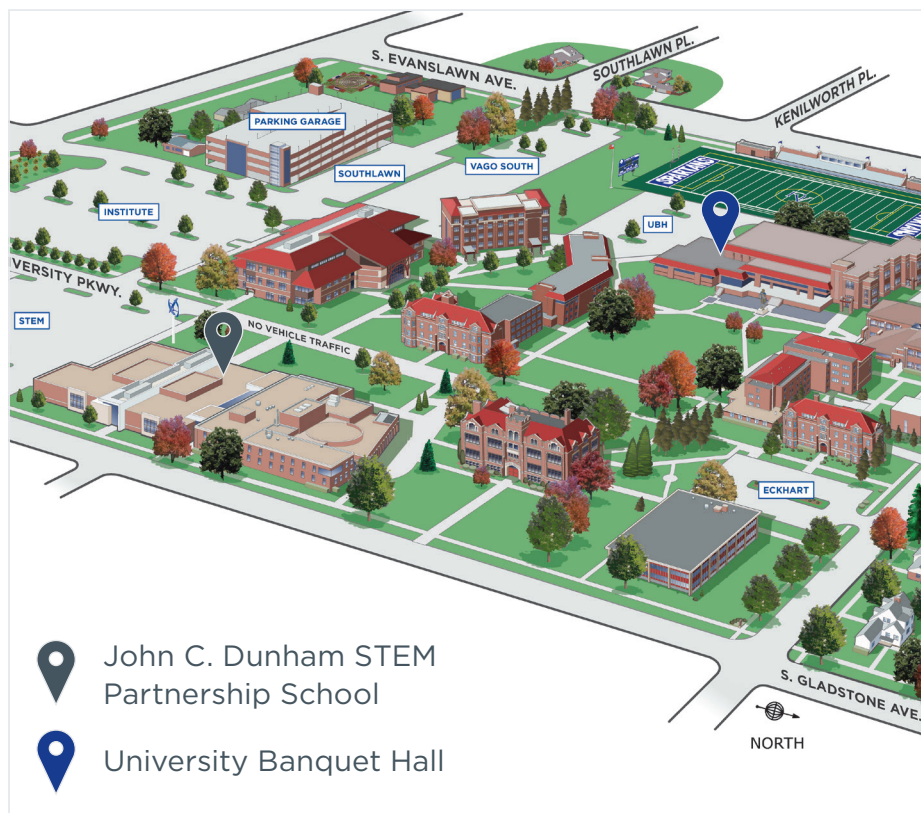 S. EVANSLAWN AVE.
SOUTHLAWN PL.
KENILWORTH PL.
PARKING GARAGE
SOUTHLAWN
VAGO SOUTH
SPARTANS
INSTITUTE
UBH
VERSITY PKWY.
STEM
NO VEHICLE TRAFFIC
ECKHART
S. GLADSTONE AVE.
NORTH
John C. Dunham STEM
Partnership School
University Banquet Hall